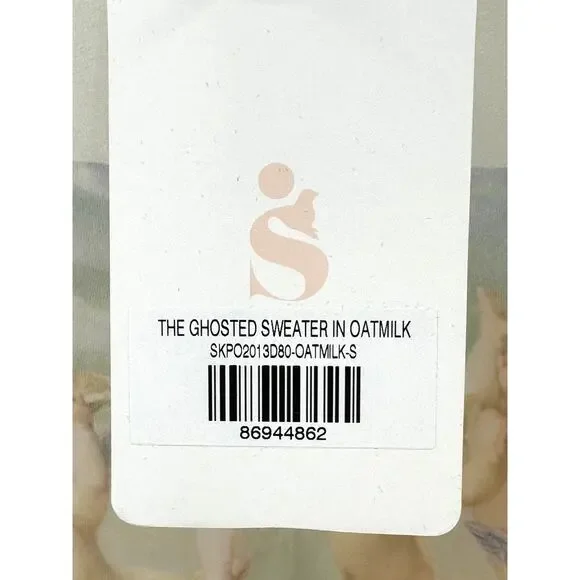 S
THE GHOSTED SWEATER IN OATMILK
SKPO2013D80-OATMILK-S
86944862